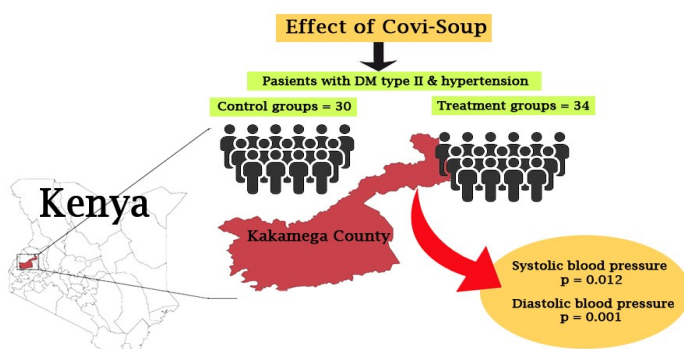 Effect of Covi-Soup
Pasients with DM type II & hypertension
Control groups = 30
Treatment groups = 34
Kenya
Kakamega County
Systolic blood pressure
p = 0.012
Diastolic blood pressure
p = 0.001